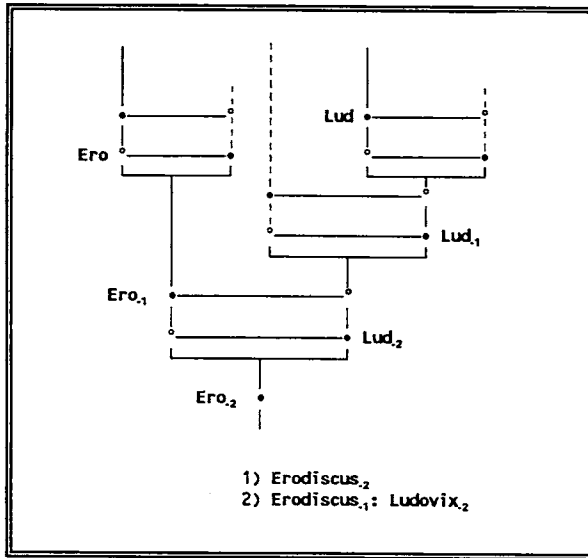 Lud
Ero
Lud₋₁
Ero₋₁
Lud₋₂
Ero₋₂
1) Erodiscus₋₂
2) Erodiscus₋₁: Ludovix₋₂